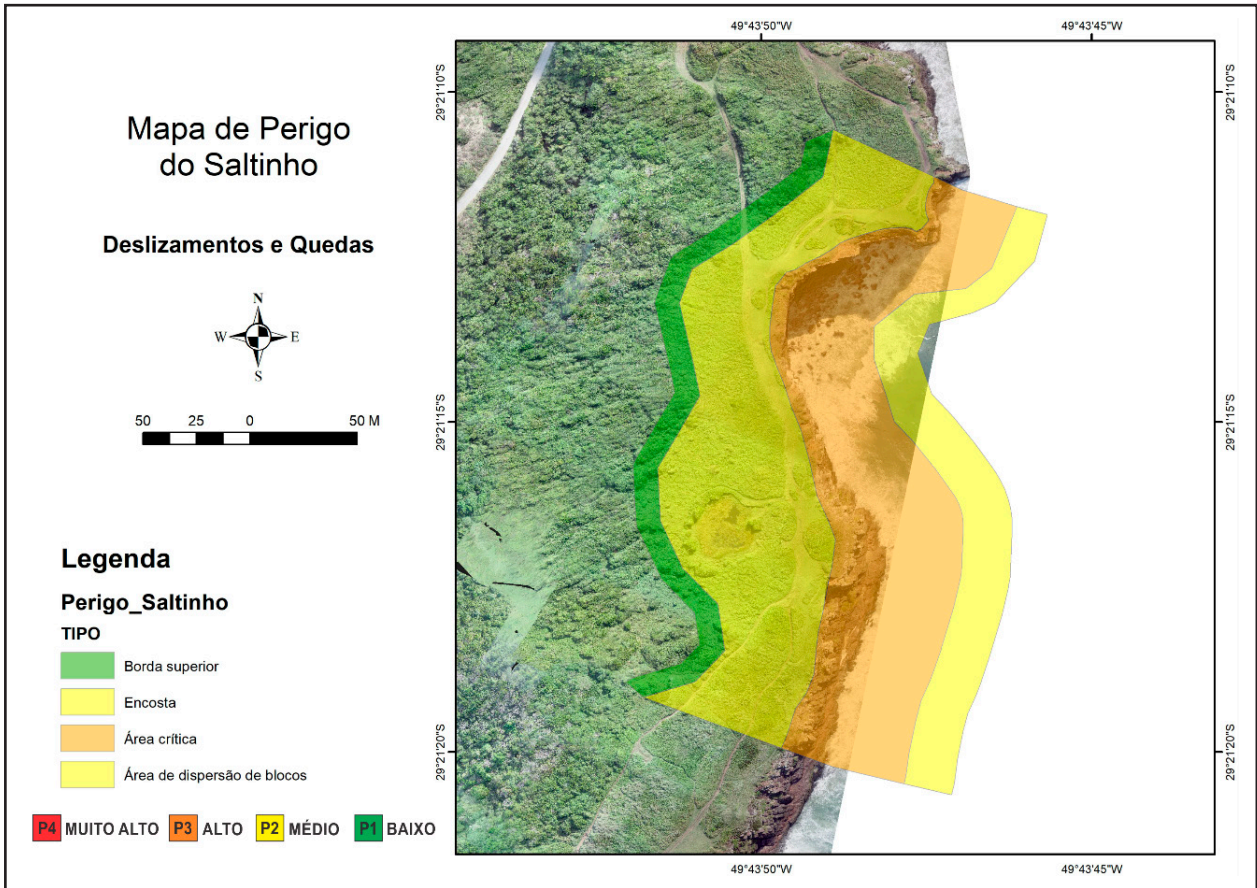 Mapa de Perigo
do Saltinho
Deslizamentos e Quedas
N
W E
S
50 25 0 50 M
Legenda
Perigo_Saltinho
TIPO
Borda superior
Encosta
Área crítica
Área de dispersão de blocos
P4 MUITO ALTO P3 ALTO P2 MÉDIO P1 BAIXO
49°43'50"W 49°43'45"W
29°21'10"S 29°21'10"S
29°21'15"S 29°21'15"S
29°21'20"S 29°21'20"S
49°43'50"W 49°43'45"W